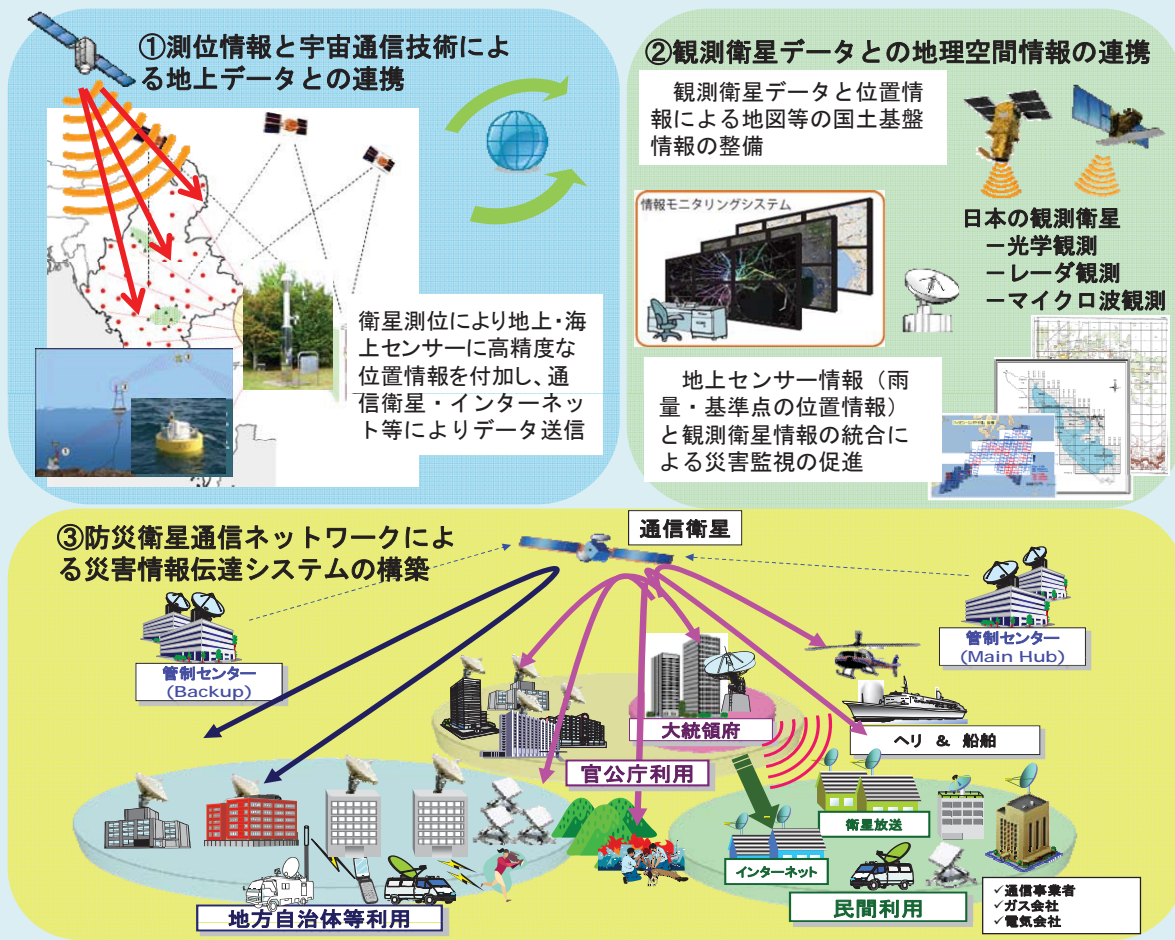 ①測位情報と宇宙通信技術によ
る地上データとの連携
衛星測位により地上・海
上センサーに高精度な
位置情報を付加し、通
信衛星・インターネッ
ト等によりデータ送信
②観測衛星データとの地理空間情報の連携
観測衛星データと位置情
報による地図等の国土基盤
情報の整備
情報モニタリングシステム
日本の観測衛星
－光学観測
－レーダ観測
－マイクロ波観測
地上センサー情報（雨
量・基準点の位置情報）
と観測衛星情報の統合に
よる災害監視の促進
③防災衛星通信ネットワークによ
る災害情報伝達システムの構築
通信衛星
管制センター
(Backup)
管制センター
(Main Hub)
大統領府
ヘリ ＆ 船舶
官公庁利用
衛星放送
インターネット
地方自治体等利用
民間利用
✓通信事業者
✓ガス会社
✓電気会社